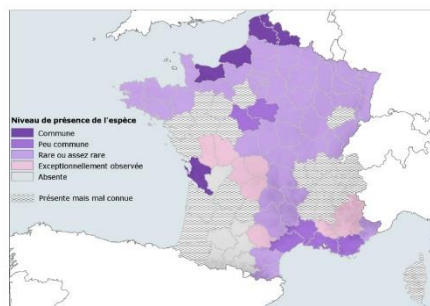 Niveau de présence de l'espèce
Commune
Peu commune
Rare ou assez rare
Exceptionnellement observée
Absente
Présente mais mal connue